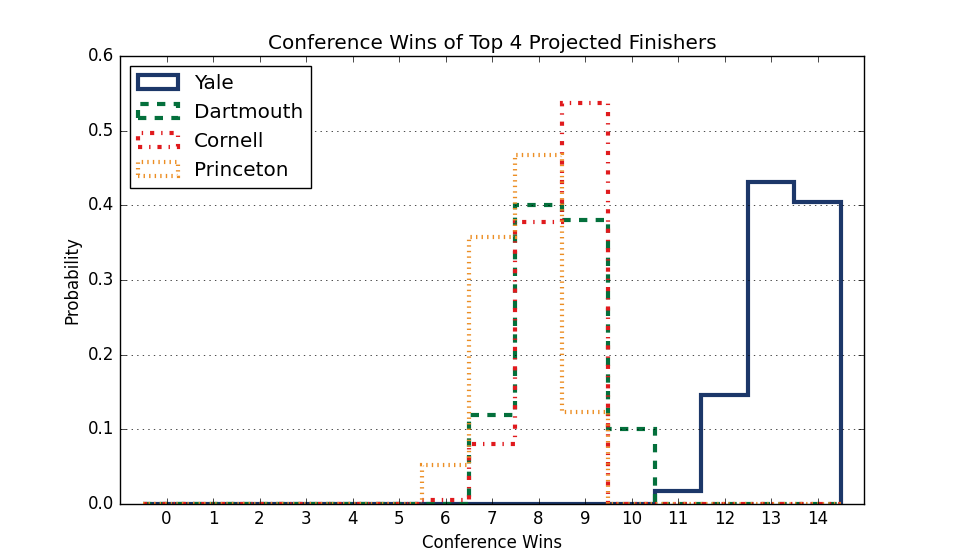 Conference Wins of Top 4 Projected Finishers
0.6
0.5
0.4
0.3
0.2
0.1
0.0
Probability
Yale
Dartmouth
Cornell
Princeton
0 1 2 3 4 5 6 7 8 9 10 11 12 13 14
Conference Wins